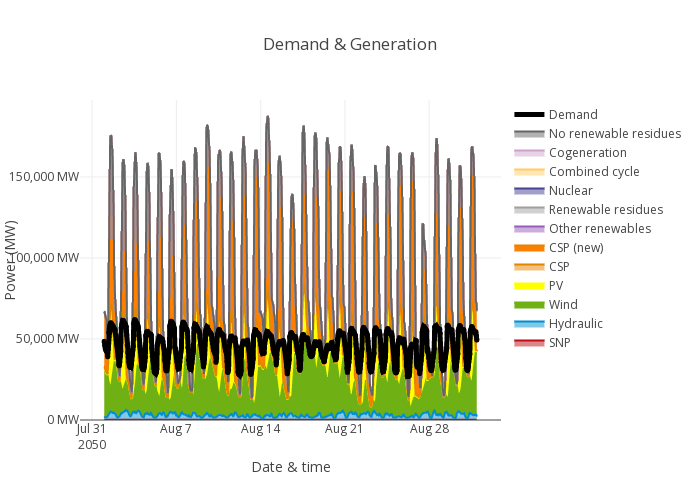 Demand & Generation
Power (MW)
150,000 MW
100,000 MW
50,000 MW
0 MW
Jul 31
2050
Aug 7
Aug 14
Aug 21
Aug 28
Date & time
Demand
No renewable residues
Cogeneration
Combined cycle
Nuclear
Renewable residues
Other renewables
CSP (new)
CSP
PV
Wind
Hydraulic
SNP